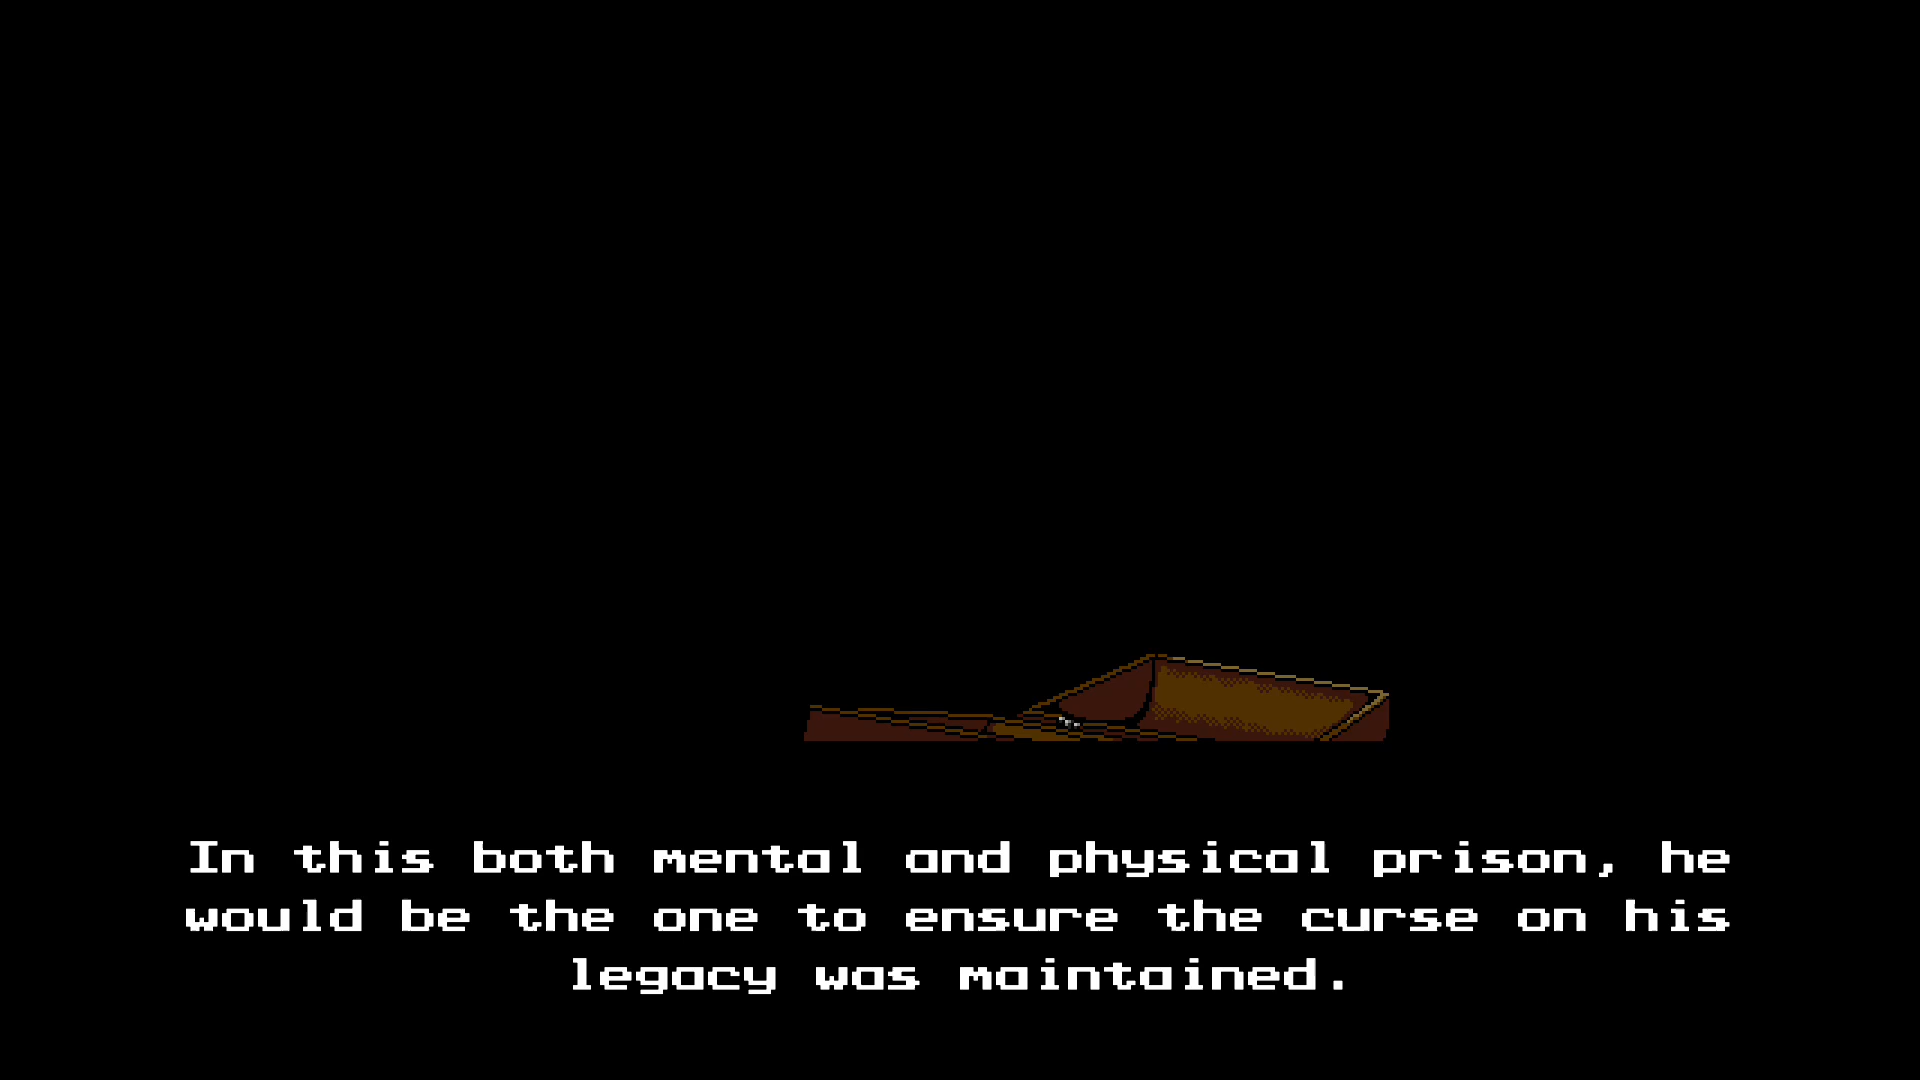 In this both mental and physical prison, he
would be the one to ensure the curse on his
legacy was maintained.